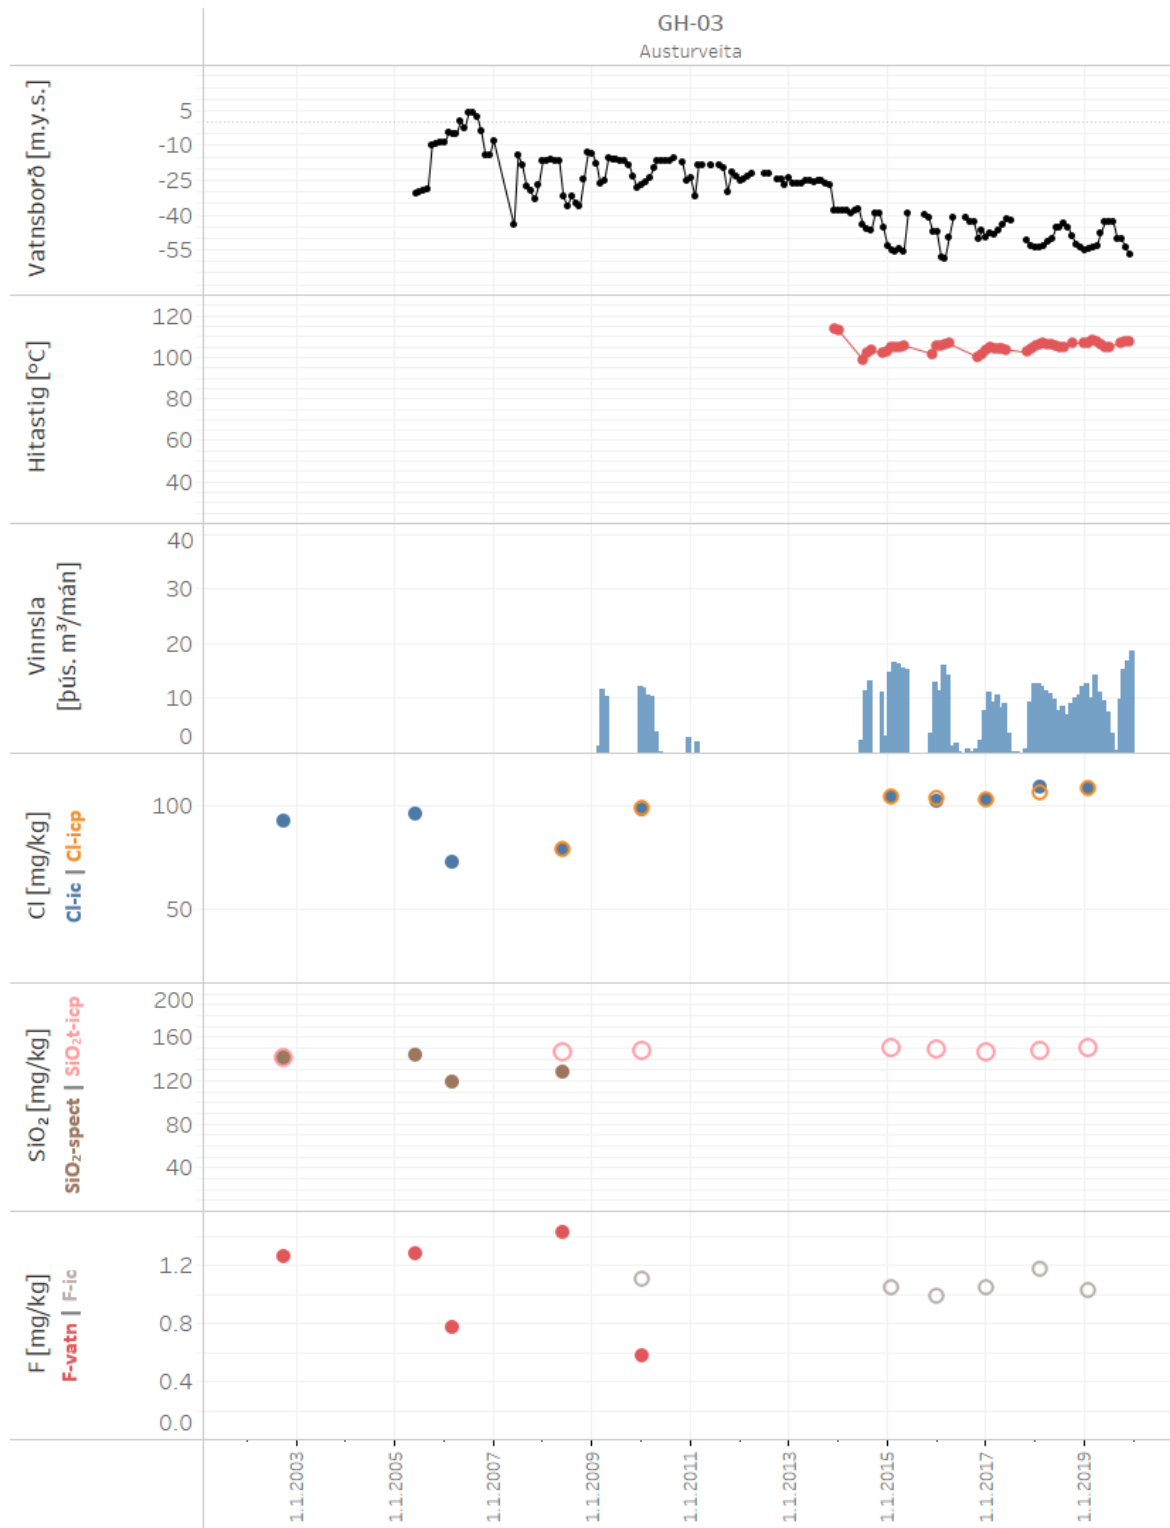 GH-03
Austurveita
Vatnsborð [m.y.s.]
5
-10
-25
-40
-55
Hitastig [°C]
120
100
80
60
40
Vinnsla
[þús. m³/mán]
40
30
20
10
0
Cl [mg/kg]
Cl-ic | Cl-icp
100
50
SiO₂ [mg/kg]
SiO₂-spect | SiO₂t-icp
200
160
120
80
40
F [mg/kg]
F-vatn | F-ic
1.2
0.8
0.4
0.0
1.1.2003
1.1.2005
1.1.2007
1.1.2009
1.1.2011
1.1.2013
1.1.2015
1.1.2017
1.1.2019